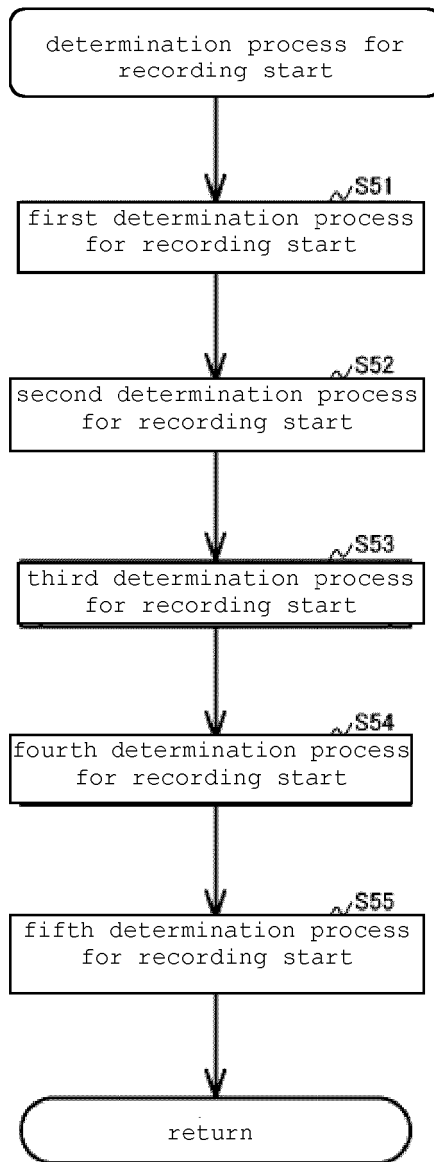 determination process for
recording start
S51
first determination process
for recording start
S52
second determination process
for recording start
S53
third determination process
for recording start
S54
fourth determination process
for recording start
S55
fifth determination process
for recording start
return